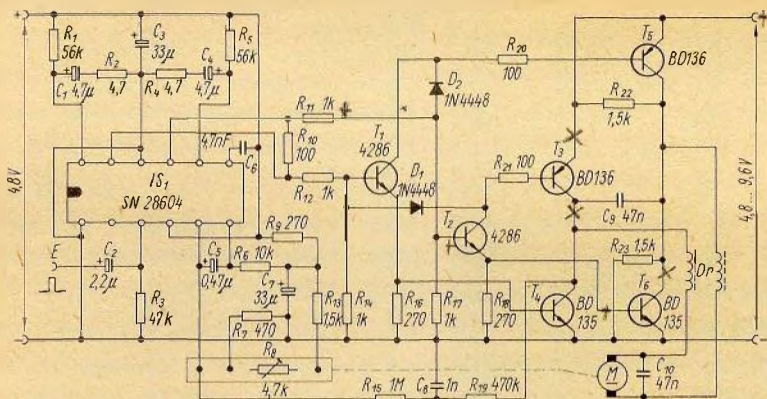 +
+
4,8V
4,8 ... 9,6V
R1
56k
C1 4,7μ
R2
4,7
C3
33μ
R4 4,7
C4
4,7μ
R5
56k
4,7nF
C6
R11 1k
R10
100
R12 1k
T1
4286
D1
1N4448
D2
1N4448
R20
100
T5
BD136
R22
1,5k
T3
BD136
R21 100
T2
4286
C9 47n
R23 1,5k
Dr
IS1
SN 28604
E
C2
2,2μ
R3
47k
C5
0,47μ
R6 10k
R9 270
C7
33μ
R7 470
R8
4,7k
R13
1,5k
R14
1k
R16
270
R17
1k
R18
270
T4
BD
135
T6
BD
135
R15 1M
C8 1n
R19 470k
M
C10
47n